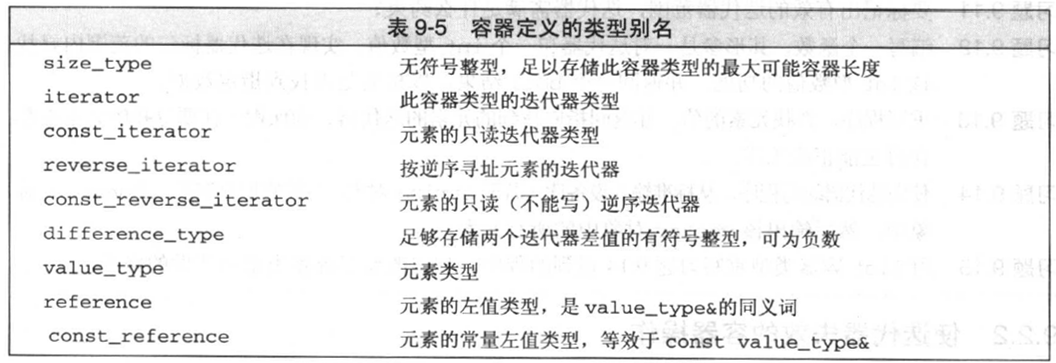 表 9-5 容器定义的类型别名
size_type 无符号整型，足以存储此容器类型的最大可能容器长度
iterator 此容器类型的迭代器类型
const_iterator 元素的只读迭代器类型
reverse_iterator 按逆序寻址元素的迭代器
const_reverse_iterator 元素的只读（不能写）逆序迭代器
difference_type 足够存储两个迭代器差值的有符号整型，可为负数
value_type 元素类型
reference 元素的左值类型，是 value_type&的同义词
const_reference 元素的常量左值类型，等效于 const value_type&